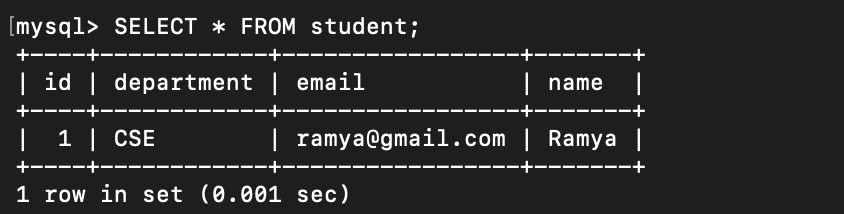 [mysql> SELECT * FROM student;
+----+------------+-----------------+-------+
| id | department | email           | name  |
+----+------------+-----------------+-------+
|  1 | CSE        | ramya@gmail.com | Ramya |
+----+------------+-----------------+-------+
1 row in set (0.001 sec)